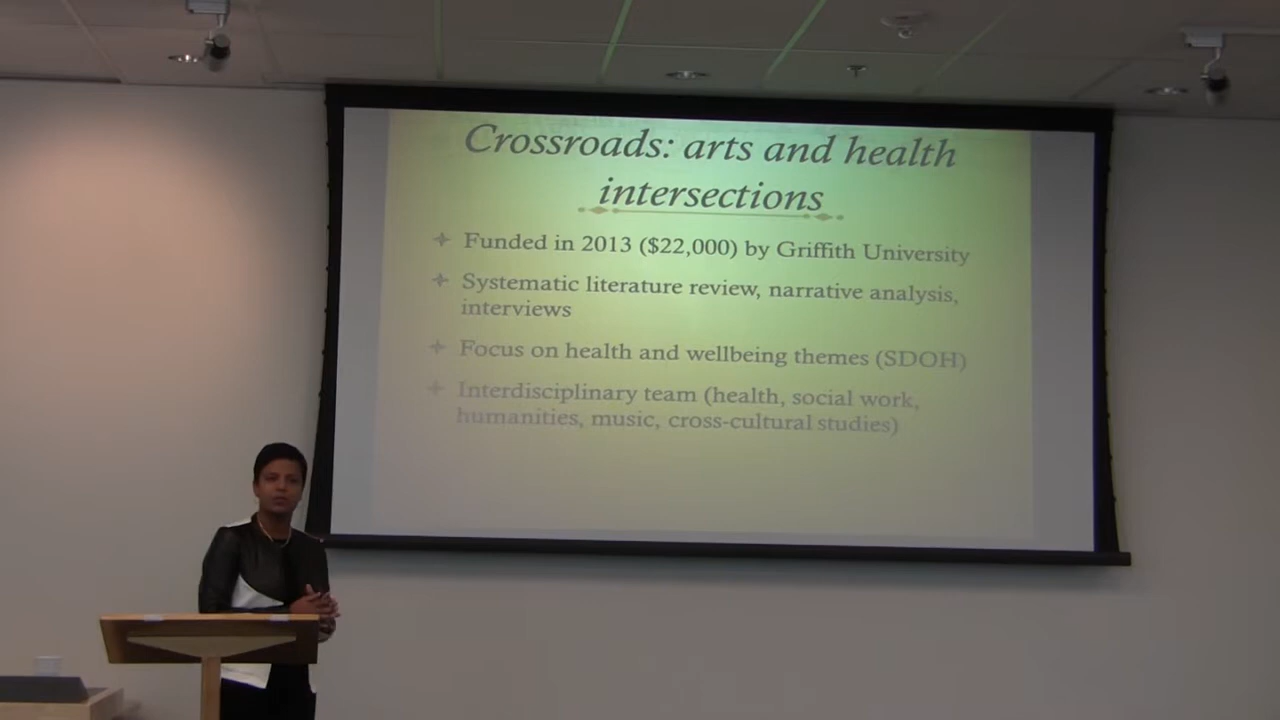 Crossroads: arts and health
intersections
Funded in 2013 ($22,000) by Griffith University
Systematic literature review, narrative analysis,
interviews
Focus on health and wellbeing themes (SDOH)
Interdisciplinary team (health, social work,
humanities, music, cross-cultural studies)